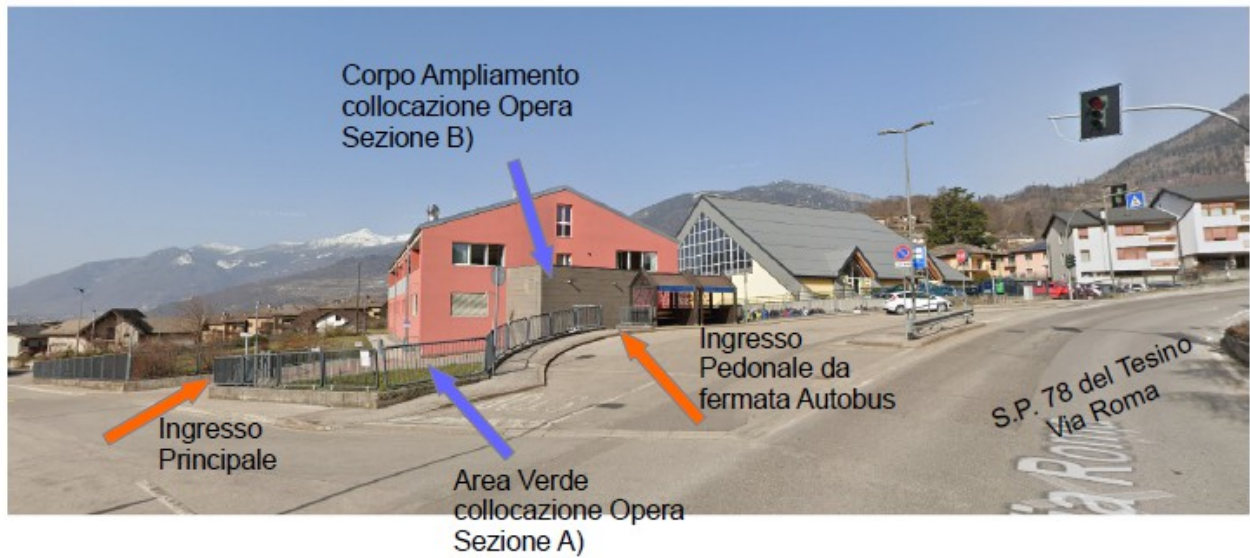 Corpo Ampliamento
collocazione Opera
Sezione B)
Ingresso
Pedonale da
fermata Autobus
S.P. 78 del Tesino
Via Roma
Ingresso
Principale
Area Verde
collocazione Opera
Sezione A)